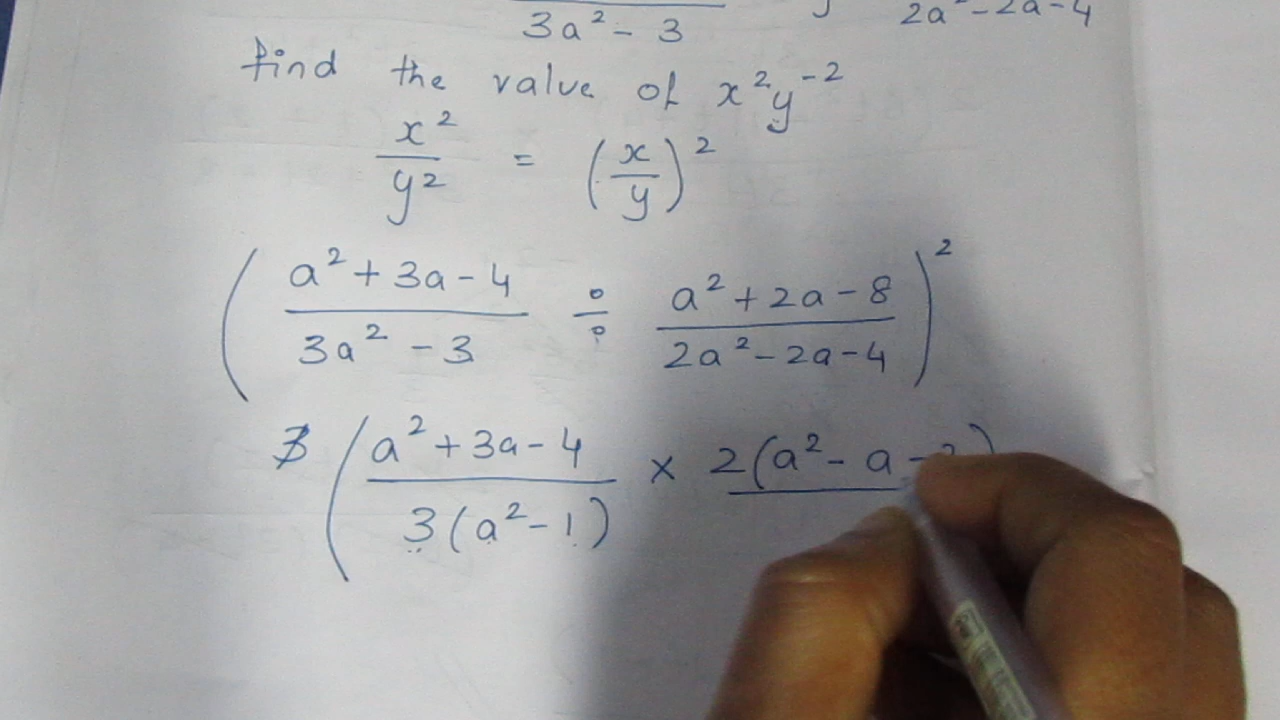 3a² - 3 2a² - 2a - 4
find the value of x²y⁻²
x²/y² = (x/y)²
(a² + 3a - 4 / 3a² - 3 ÷ a² + 2a - 8 / 2a² - 2a - 4)²
(a² + 3a - 4 / 3(a² - 1) × 2(a² - a -